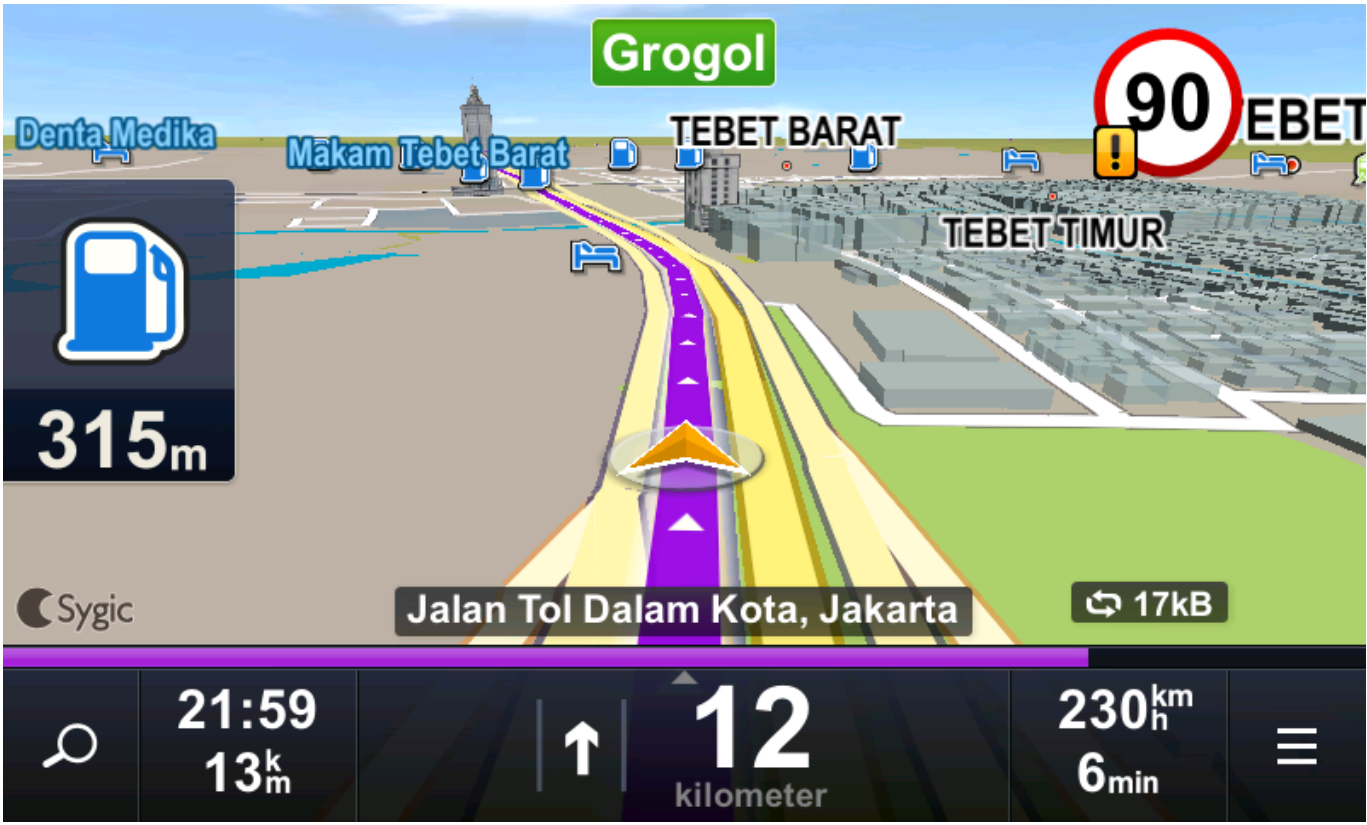 Grogol
90
Denta Medika
Makam Tebet Barat
TEBET BARAT
EBET
TEBET TIMUR
315m
Sygic
Jalan Tol Dalam Kota, Jakarta
17kB
21:59
13km
12
kilometer
230km/h
6min